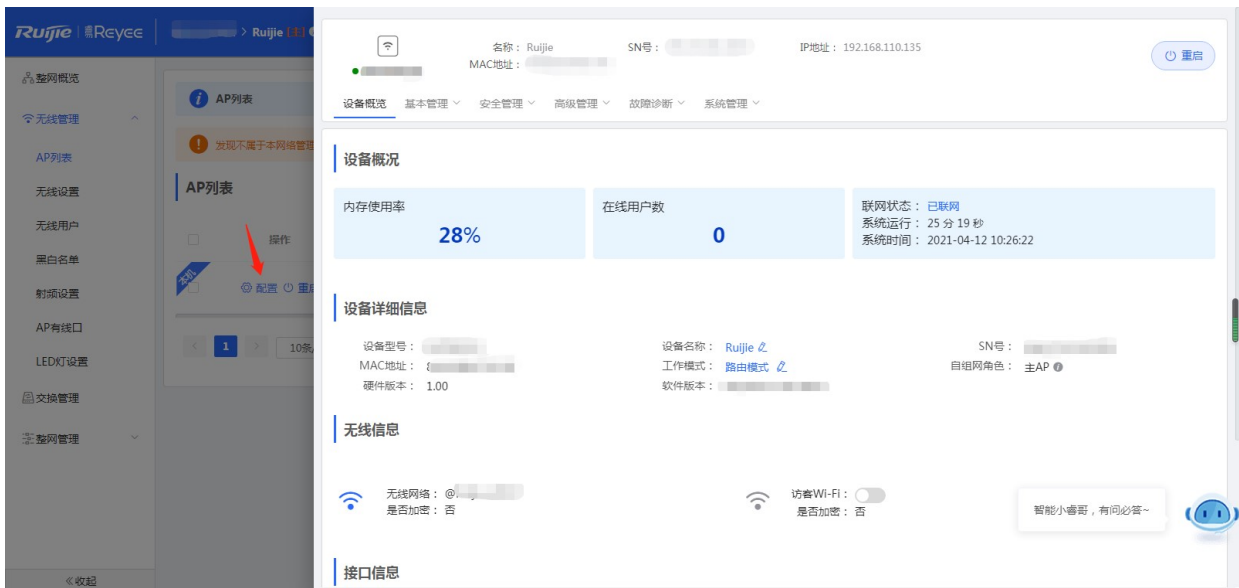 Ruijie | 睿Reyee
> Ruijie
整网概览
无线管理
AP列表
无线设置
无线用户
黑白名单
射频设置
AP有线口
LED灯设置
交换管理
整网管理
《收起
AP列表
发现不属于本网络管理
AP列表
操作
本机
配置 重启
< 1 > 10条/
名称： Ruijie SN号： IP地址： 192.168.110.135
MAC地址：
重启
设备概览 基本管理 安全管理 高级管理 故障诊断 系统管理
设备概况
内存使用率
28%
在线用户数
0
联网状态： 已联网
系统运行： 25 分 19 秒
系统时间： 2021-04-12 10:26:22
设备详细信息
设备型号： 设备名称： Ruijie SN号：
MAC地址： 工作模式： 路由模式 自组网角色： 主AP
硬件版本： 1.00 软件版本：
无线信息
无线网络： @
是否加密： 否
访客Wi-Fi：
是否加密： 否
智能小睿哥，有问必答~
接口信息